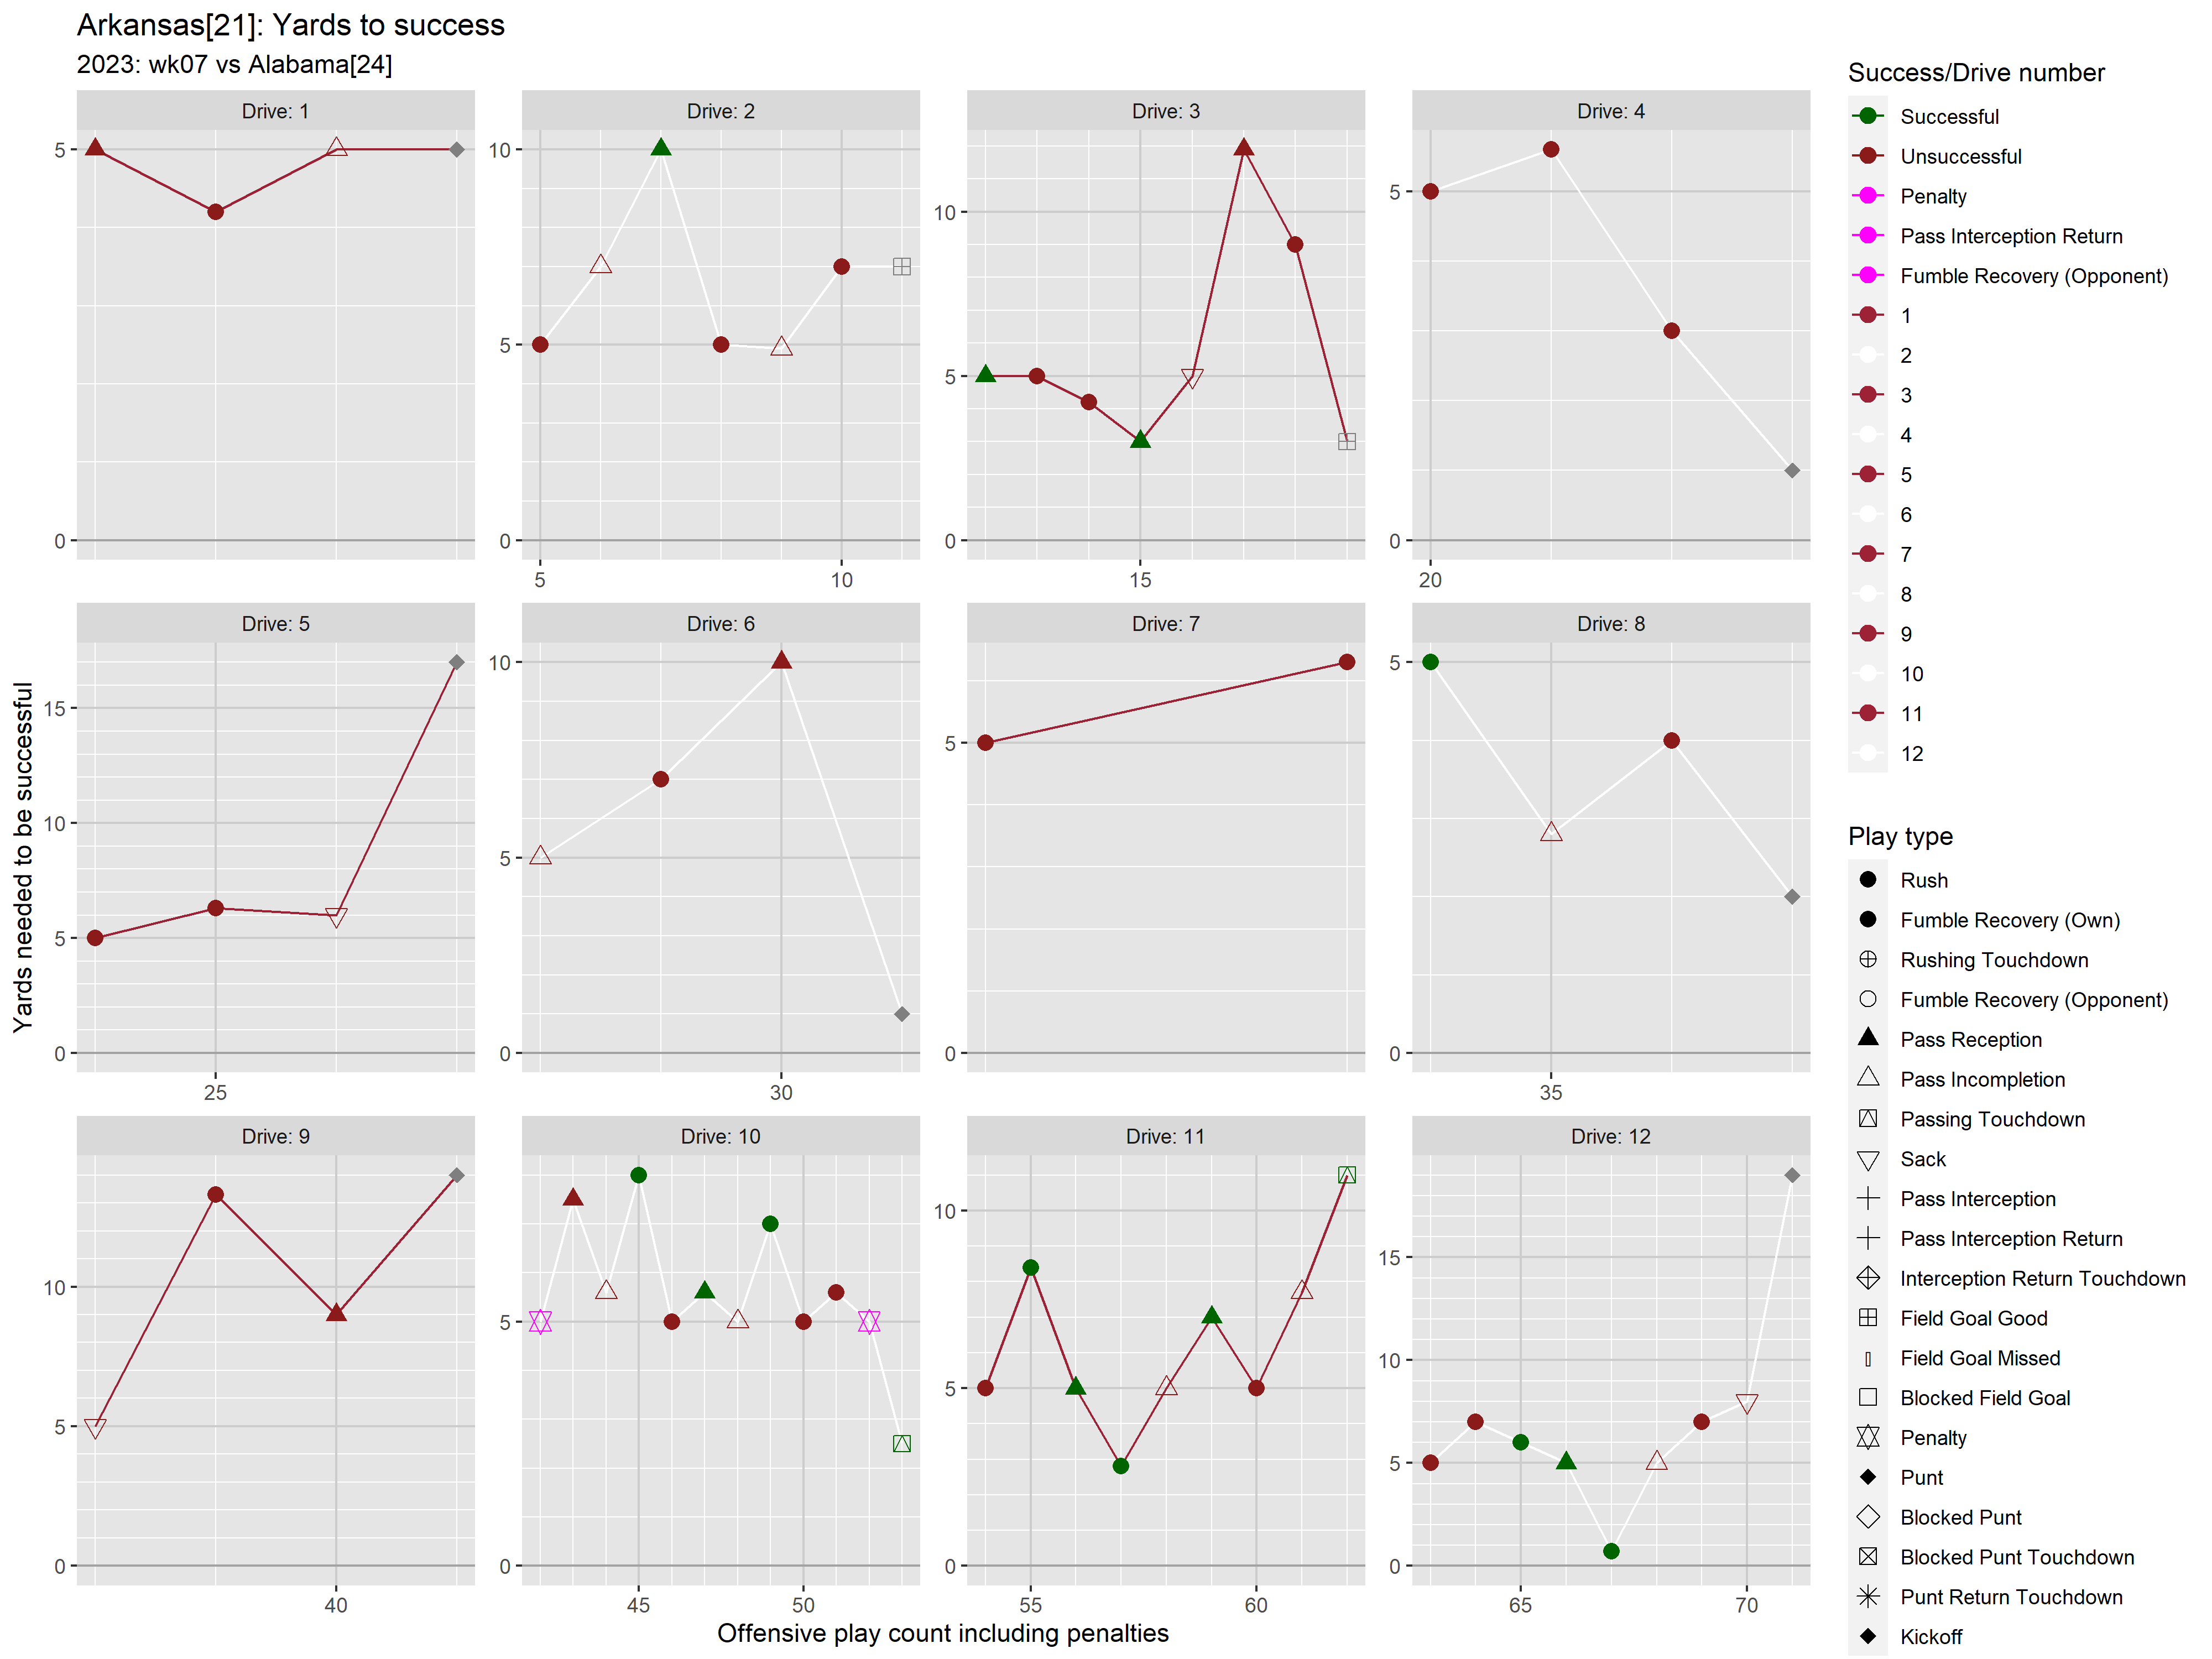 Arkansas[21]: Yards to success
2023: wk07 vs Alabama[24]
Drive: 1
Drive: 2
Drive: 3
Drive: 4
5
0
10
5
0
5
10
10
5
0
15
5
0
20
Drive: 5
Drive: 6
Drive: 7
Drive: 8
15
10
5
0
25
10
5
0
30
5
0
5
0
35
Drive: 9
Drive: 10
Drive: 11
Drive: 12
10
5
0
40
5
0
45
50
10
5
0
55
60
15
10
5
0
65
70
Yards needed to be successful
Offensive play count including penalties
Success/Drive number
Successful
Unsuccessful
Penalty
Pass Interception Return
Fumble Recovery (Opponent)
1
2
3
4
5
6
7
8
9
10
11
12
Play type
Rush
Fumble Recovery (Own)
Rushing Touchdown
Fumble Recovery (Opponent)
Pass Reception
Pass Incompletion
Passing Touchdown
Sack
Pass Interception
Pass Interception Return
Interception Return Touchdown
Field Goal Good
Field Goal Missed
Blocked Field Goal
Penalty
Punt
Blocked Punt
Blocked Punt Touchdown
Punt Return Touchdown
Kickoff